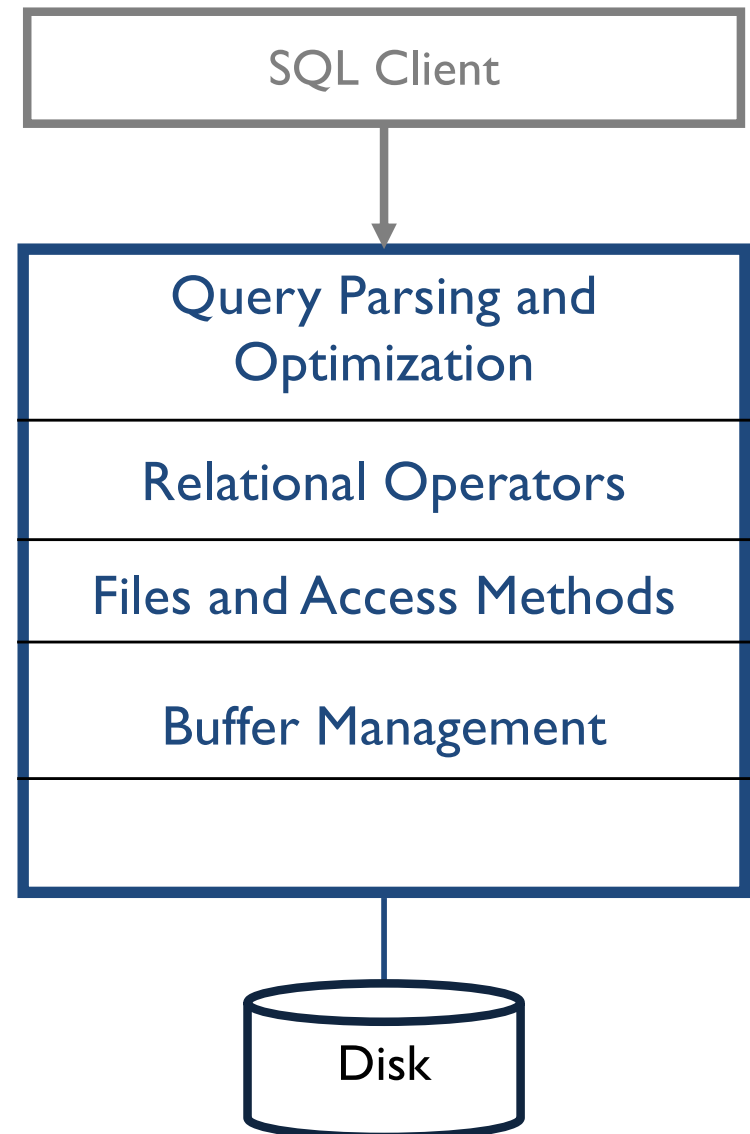 SQL Client
Query Parsing and
Optimization
Relational Operators
Files and Access Methods
Buffer Management
Disk